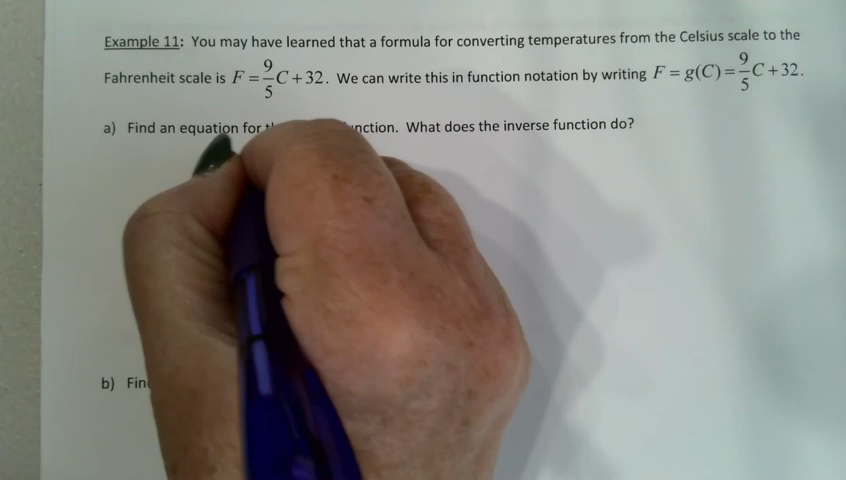 Example 11: You may have learned that a formula for converting temperatures from the Celsius scale to the
Fahrenheit scale is F = 9/5 C + 32. We can write this in function notation by writing F = g(C) = 9/5 C + 32.
a) Find an equation for What does the inverse function do?
b)